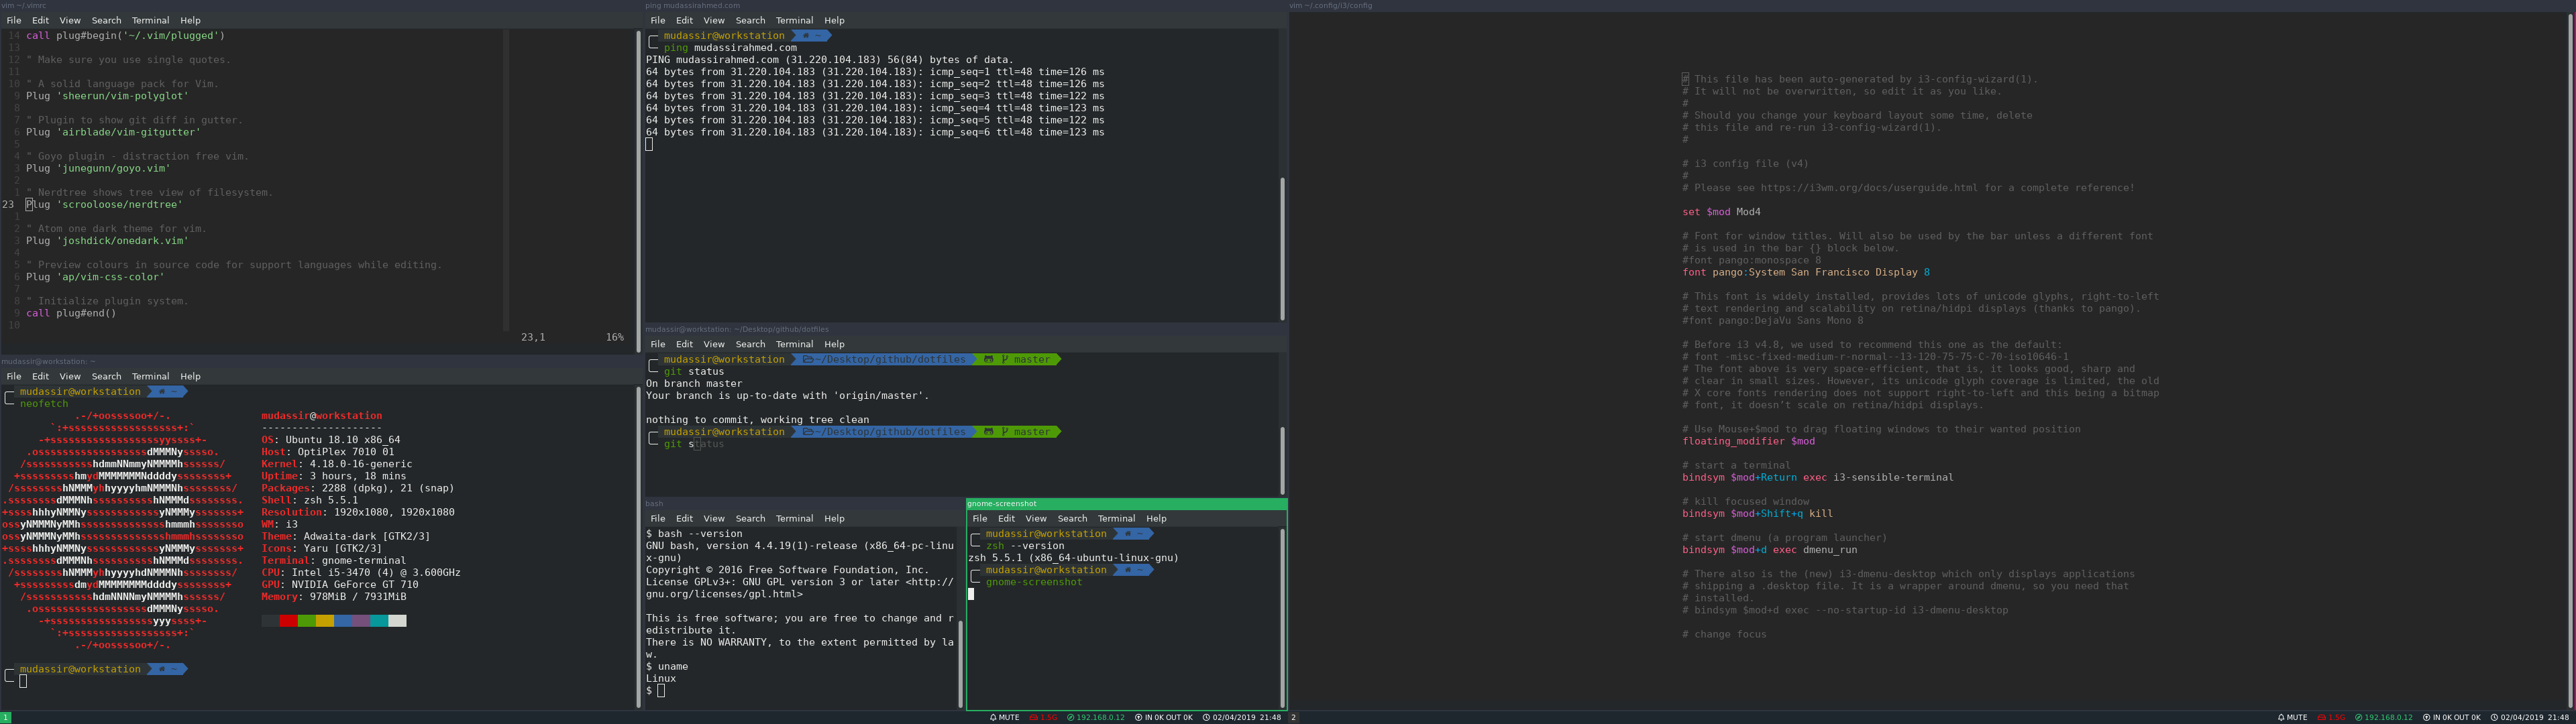 vim ~/.vimrc
File Edit View Search Terminal Help
14 call plug#begin('~/.vim/plugged')
13
12 " Make sure you use single quotes.
11
10 " A solid language pack for Vim.
9 Plug 'sheerun/vim-polyglot'
8
7 " Plugin to show git diff in gutter.
6 Plug 'airblade/vim-gitgutter'
5
4 " Goyo plugin - distraction free vim.
3 Plug 'junegunn/goyo.vim'
2
1 " Nerdtree shows tree view of filesystem.
23 Plug 'scrooloose/nerdtree'
1
2 " Atom one dark theme for vim.
3 Plug 'joshdick/onedark.vim'
4
5 " Preview colours in source code for support languages while editing.
6 Plug 'ap/vim-css-color'
7
8 " Initialize plugin system.
9 call plug#end()
10
23,1 16%
mudassir@workstation: ~
File Edit View Search Terminal Help
mudassir@workstation ~
neofetch
mudassir@workstation
--------------------
OS: Ubuntu 18.10 x86_64
Host: OptiPlex 7010 01
Kernel: 4.18.0-16-generic
Uptime: 3 hours, 18 mins
Packages: 2288 (dpkg), 21 (snap)
Shell: zsh 5.5.1
Resolution: 1920x1080, 1920x1080
WM: i3
Theme: Adwaita-dark [GTK2/3]
Icons: Yaru [GTK2/3]
Terminal: gnome-terminal
CPU: Intel i5-3470 (4) @ 3.600GHz
GPU: NVIDIA GeForce GT 710
Memory: 978MiB / 7931MiB
mudassir@workstation ~
ping mudassirahmed.com
File Edit View Search Terminal Help
mudassir@workstation ~
ping mudassirahmed.com
PING mudassirahmed.com (31.220.104.183) 56(84) bytes of data.
64 bytes from 31.220.104.183 (31.220.104.183): icmp_seq=1 ttl=48 time=126 ms
64 bytes from 31.220.104.183 (31.220.104.183): icmp_seq=2 ttl=48 time=126 ms
64 bytes from 31.220.104.183 (31.220.104.183): icmp_seq=3 ttl=48 time=122 ms
64 bytes from 31.220.104.183 (31.220.104.183): icmp_seq=4 ttl=48 time=123 ms
64 bytes from 31.220.104.183 (31.220.104.183): icmp_seq=5 ttl=48 time=122 ms
64 bytes from 31.220.104.183 (31.220.104.183): icmp_seq=6 ttl=48 time=123 ms
mudassir@workstation: ~/Desktop/github/dotfiles
File Edit View Search Terminal Help
mudassir@workstation ~/Desktop/github/dotfiles master
git status
On branch master
Your branch is up-to-date with 'origin/master'.
nothing to commit, working tree clean
mudassir@workstation ~/Desktop/github/dotfiles master
git status
bash
File Edit View Search Terminal Help
$ bash --version
GNU bash, version 4.4.19(1)-release (x86_64-pc-linu
x-gnu)
Copyright © 2016 Free Software Foundation, Inc.
License GPLv3+: GNU GPL version 3 or later <http://
gnu.org/licenses/gpl.html>
This is free software; you are free to change and r
edistribute it.
There is NO WARRANTY, to the extent permitted by la
w.
$ uname
Linux
$
gnome-screenshot
File Edit View Search Terminal Help
mudassir@workstation ~
zsh --version
zsh 5.5.1 (x86_64-ubuntu-linux-gnu)
mudassir@workstation ~
gnome-screenshot
1 MUTE 1.5G 192.168.0.12 IN 0K OUT 0K 02/04/2019 21:48
vim ~/.config/i3/config
# This file has been auto-generated by i3-config-wizard(1).
# It will not be overwritten, so edit it as you like.
#
# Should you change your keyboard layout some time, delete
# this file and re-run i3-config-wizard(1).
#
# i3 config file (v4)
#
# Please see https://i3wm.org/docs/userguide.html for a complete reference!
set $mod Mod4
# Font for window titles. Will also be used by the bar unless a different font
# is used in the bar {} block below.
#font pango:monospace 8
font pango:System San Francisco Display 8
# This font is widely installed, provides lots of unicode glyphs, right-to-left
# text rendering and scalability on retina/hidpi displays (thanks to pango).
#font pango:DejaVu Sans Mono 8
# Before i3 v4.8, we used to recommend this one as the default:
# font -misc-fixed-medium-r-normal--13-120-75-75-C-70-iso10646-1
# The font above is very space-efficient, that is, it looks good, sharp and
# clear in small sizes. However, its unicode glyph coverage is limited, the old
# X core fonts rendering does not support right-to-left and this being a bitmap
# font, it doesn't scale on retina/hidpi displays.
# Use Mouse+$mod to drag floating windows to their wanted position
floating_modifier $mod
# start a terminal
bindsym $mod+Return exec i3-sensible-terminal
# kill focused window
bindsym $mod+Shift+q kill
# start dmenu (a program launcher)
bindsym $mod+d exec dmenu_run
# There also is the (new) i3-dmenu-desktop which only displays applications
# shipping a .desktop file. It is a wrapper around dmenu, so you need that
# installed.
# bindsym $mod+d exec --no-startup-id i3-dmenu-desktop
# change focus
2 MUTE 1.5G 192.168.0.12 IN 0K OUT 0K 02/04/2019 21:48